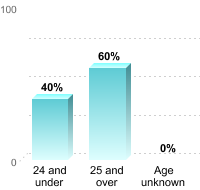 100
60%
40%
0%
0
24 and under
25 and over
Age unknown